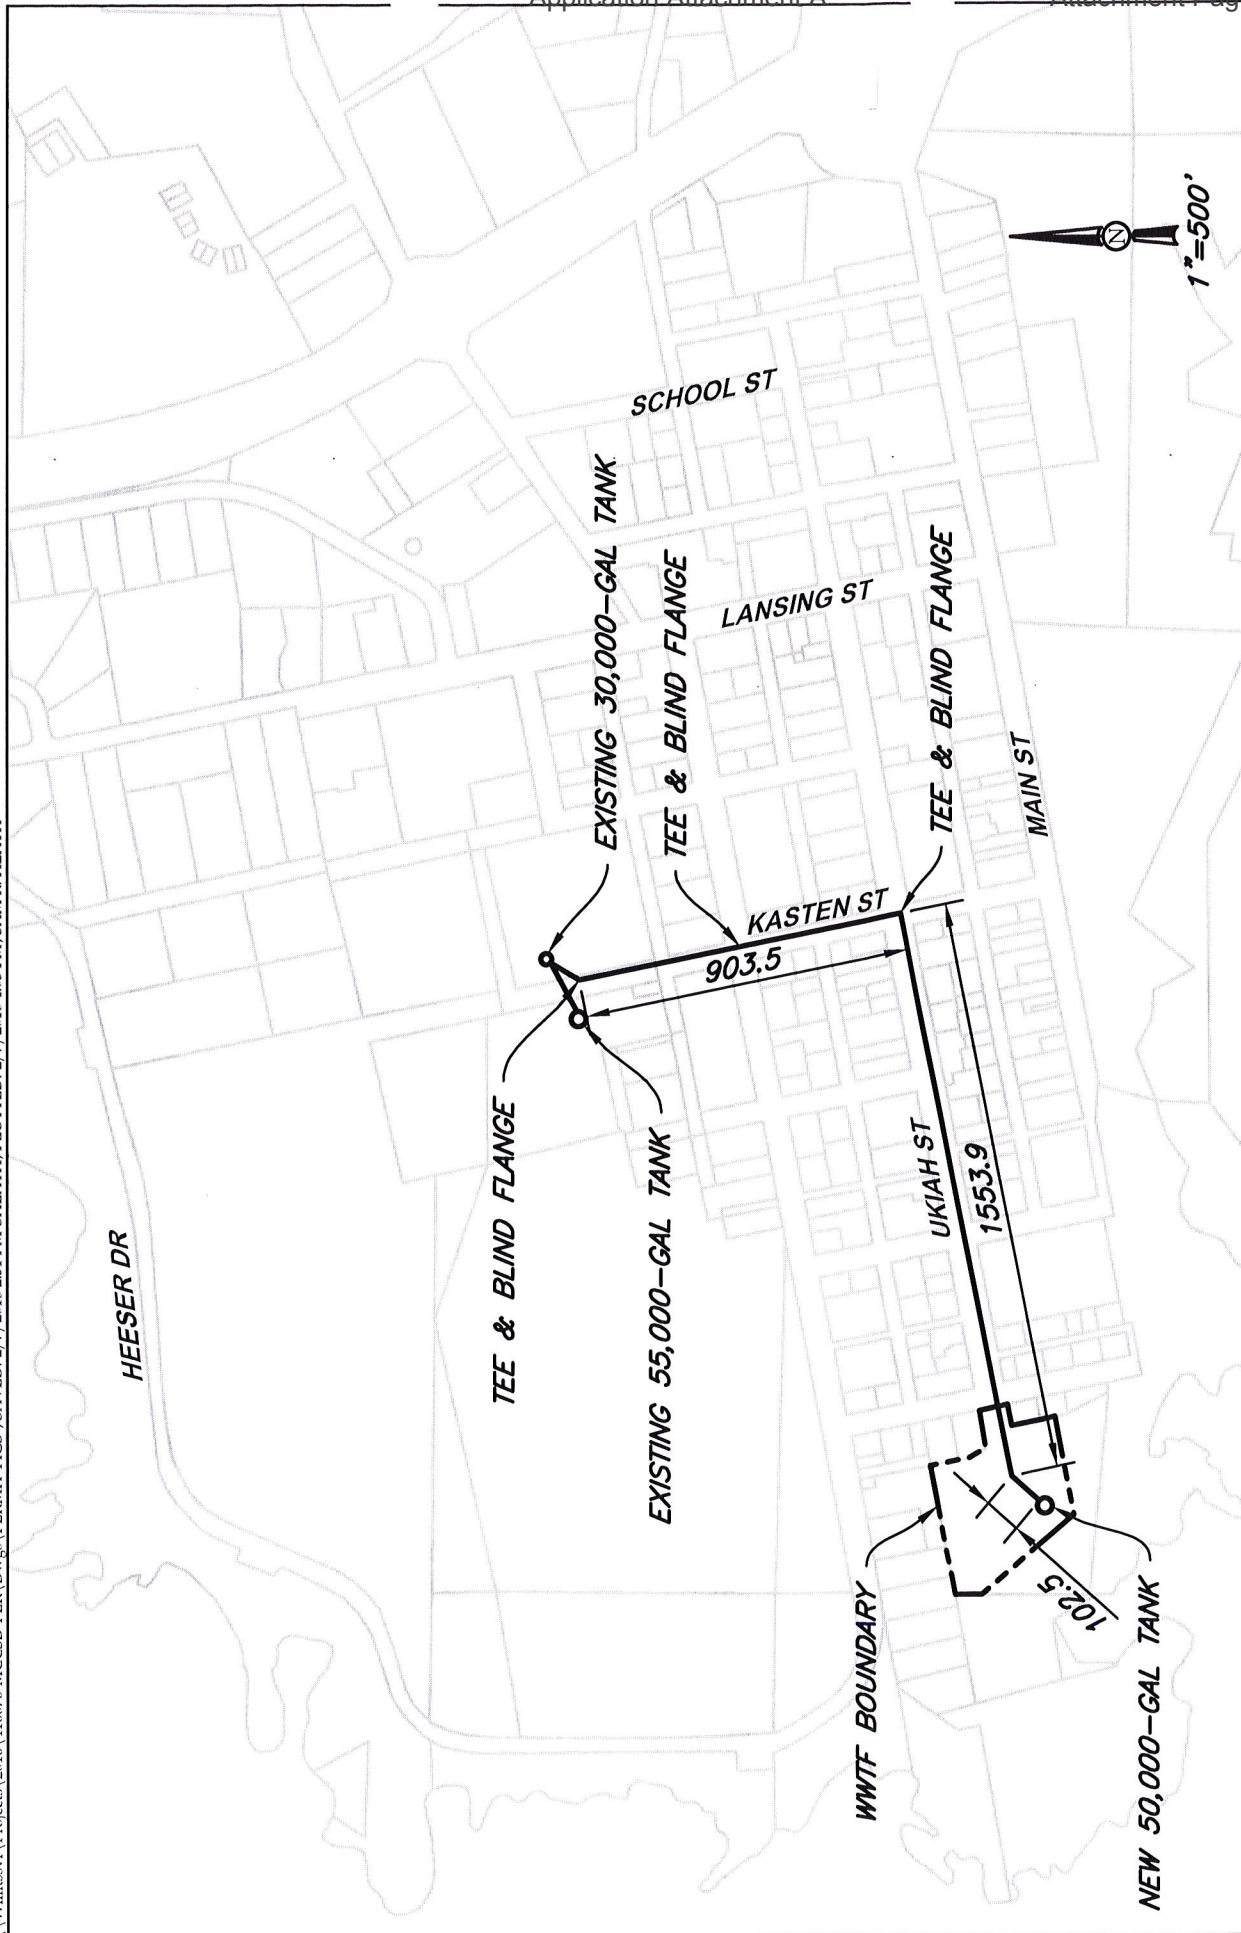 Application Attachment A
HEESER DR
SCHOOL ST
EXISTING 30,000-GAL TANK
TEE & BLIND FLANGE
LANSING ST
TEE & BLIND FLANGE
MAIN ST
KASTEN ST
903.5
TEE & BLIND FLANGE
EXISTING 55,000-GAL TANK
UKIAH ST
1553.9
WWTF BOUNDARY
102.5
NEW 50,000-GAL TANK
N
1"=500'